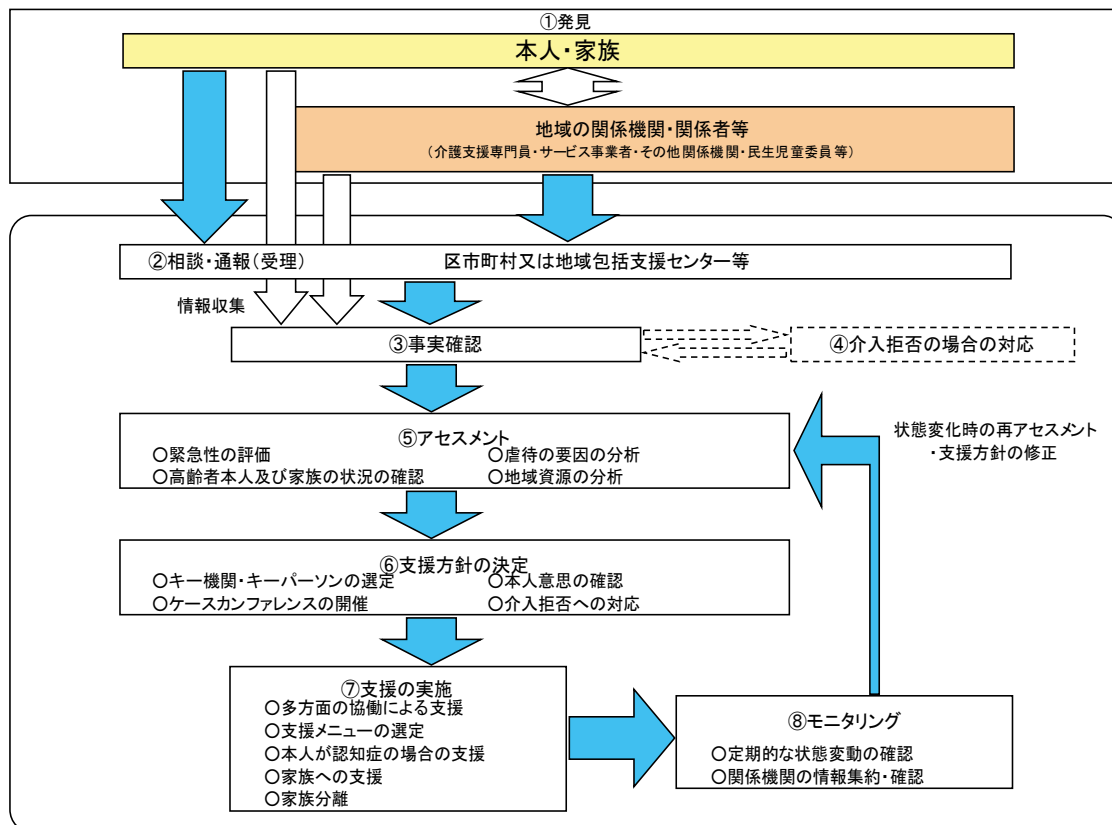 ①発見
本人・家族
地域の関係機関・関係者等
（介護支援専門員・サービス事業者・その他関係機関・民生児童委員等）
②相談・通報（受理）　区市町村又は地域包括支援センター等
情報収集
③事実確認
④介入拒否の場合の対応
⑤アセスメント
○緊急性の評価
○虐待の要因の分析
○高齢者本人及び家族の状況の確認
○地域資源の分析
状態変化時の再アセスメント
・支援方針の修正
⑥支援方針の決定
○キー機関・キーパーソンの選定
○本人意思の確認
○ケースカンファレンスの開催
○介入拒否への対応
⑦支援の実施
○多方面の協働による支援
○支援メニューの選定
○本人が認知症の場合の支援
○家族への支援
○家族分離
⑧モニタリング
○定期的な状態変動の確認
○関係機関の情報集約・確認